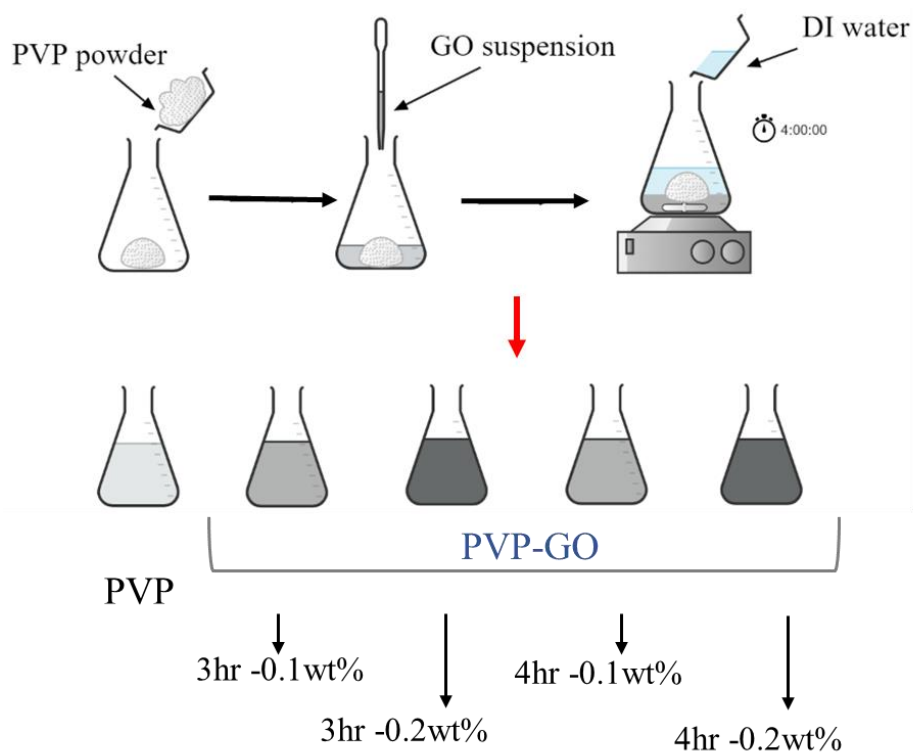 PVP powder
GO suspension
DI water
4:00:00
PVP-GO
PVP
3hr -0.1wt%
4hr -0.1wt%
3hr -0.2wt%
4hr -0.2wt%